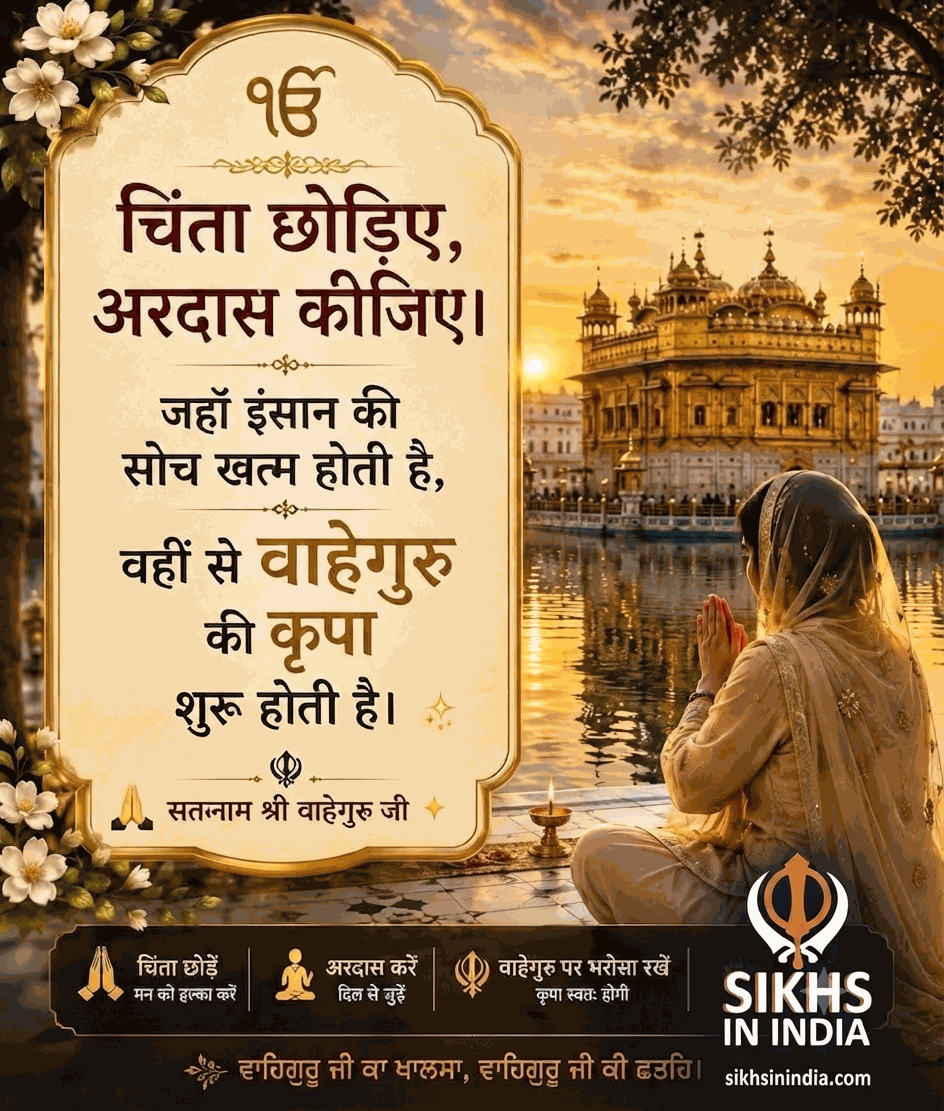 ੴ
चिंता छोड़िए,
अरदास कीजिए।
जहाॅ इंसान की
सोच खत्म होती है,
वहीं से वाहेगुरु
की कृपा
शुरू होती है।
सतनाम श्री वाहेगुरु जी
चिंता छोड़ें
मन को हल्का करें
अरदास करें
दिल से जुड़ें
वाहेगुरु पर भरोसा रखें
कृपा स्वतः होगी
SIKHS
IN INDIA
sikhsinindia.com
ਵਾਹਿਗੁਰੂ ਜੀ ਕਾ ਖਾਲਸਾ, ਵਾਹਿਗੁਰੂ ਜੀ ਕੀ